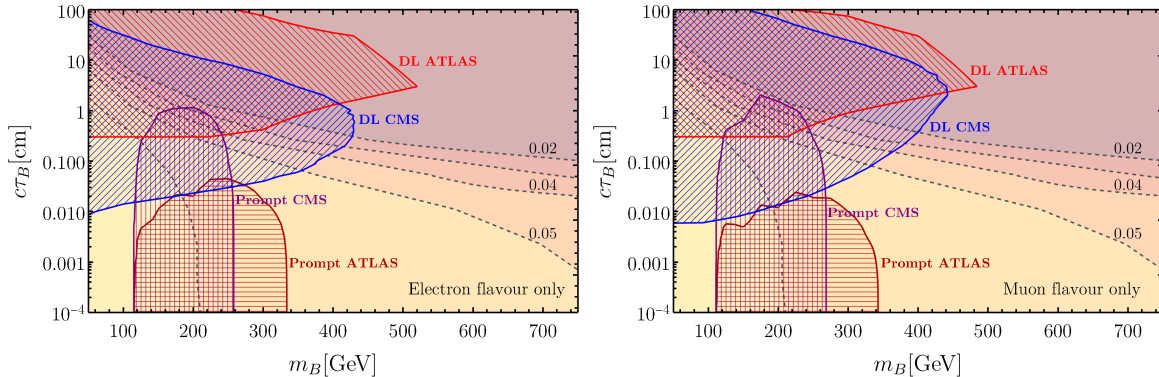 100
10
1
0.100
0.010
0.001
10⁻⁴
cτ_B [cm]
DL ATLAS
DL CMS
0.02
0.04
Prompt CMS
0.05
Prompt ATLAS
Electron flavour only
100 200 300 400 500 600 700
m_B[GeV]
100
10
1
0.100
0.010
0.001
10⁻⁴
cτ_B [cm]
DL ATLAS
DL CMS
0.02
0.04
Prompt CMS
0.05
Prompt ATLAS
Muon flavour only
100 200 300 400 500 600 700
m_B[GeV]